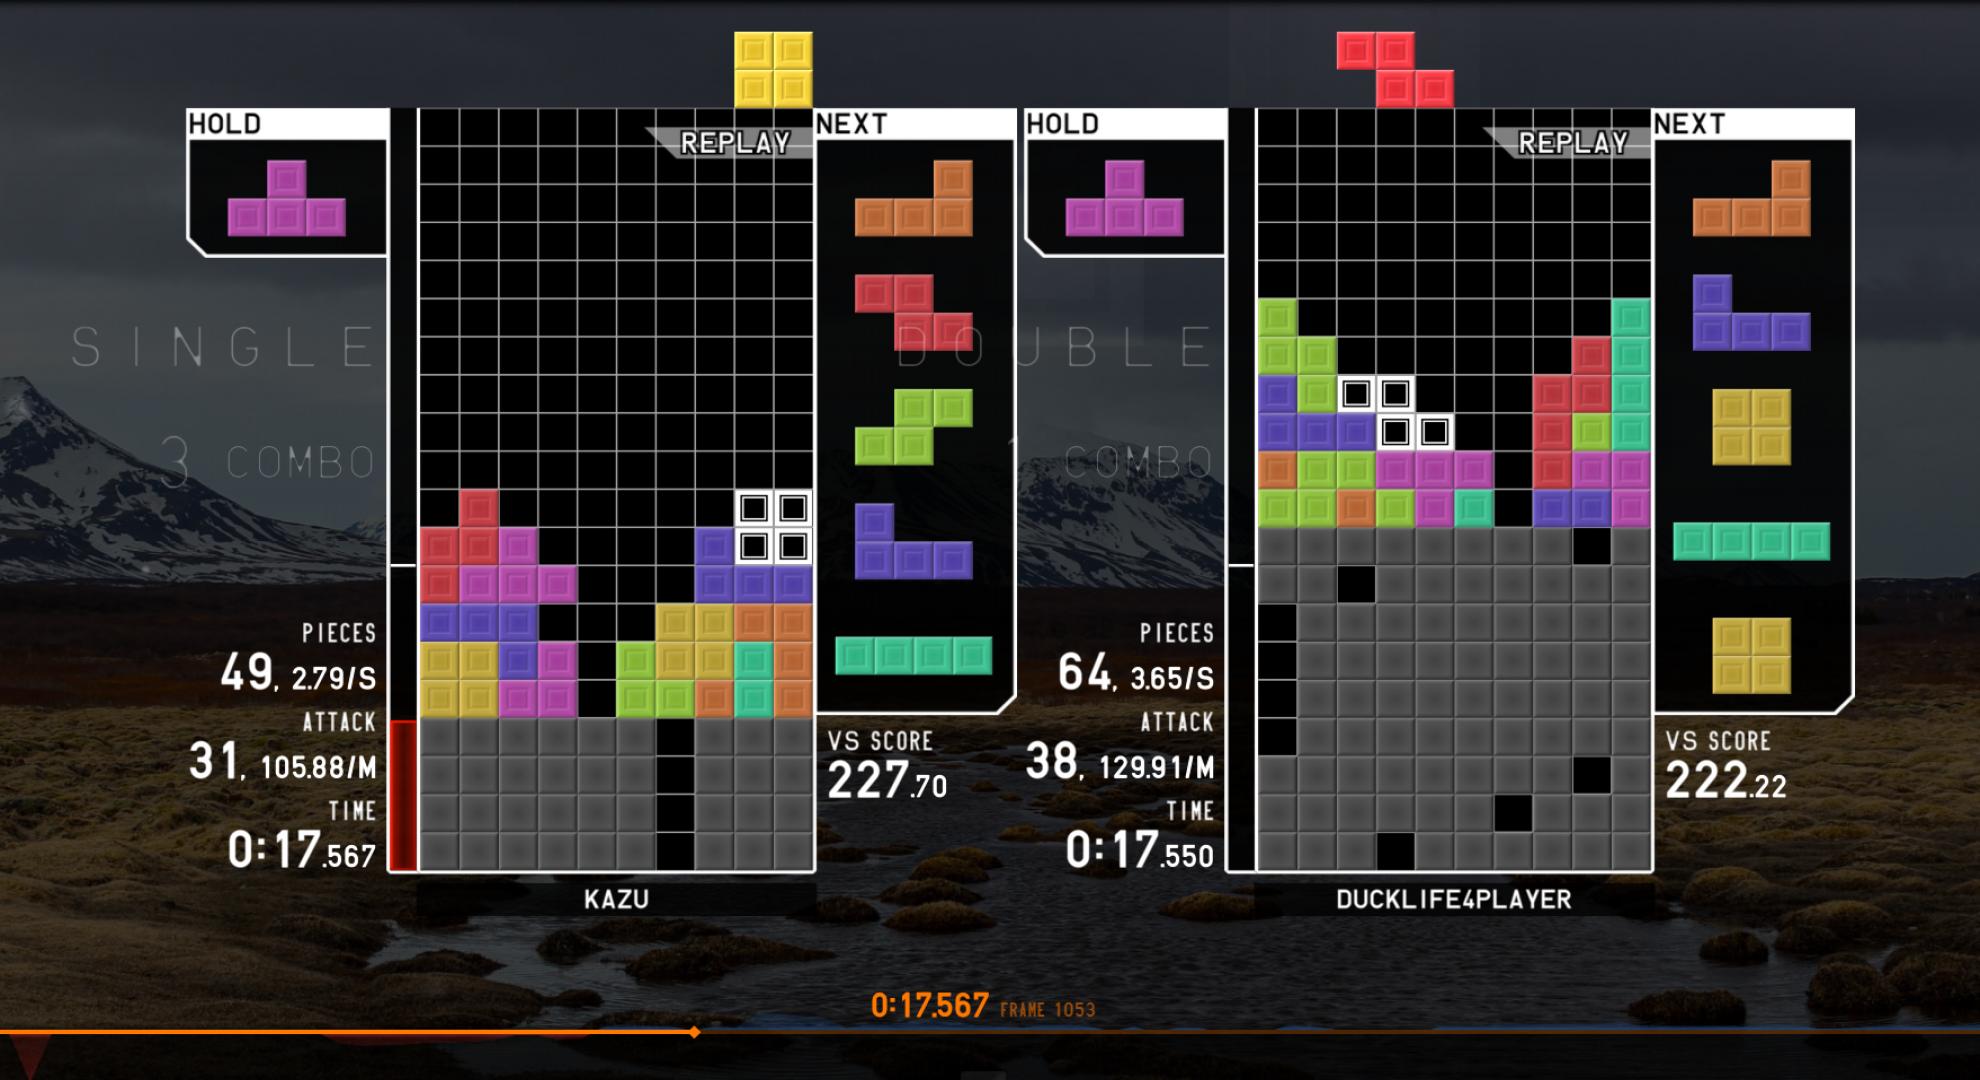 HOLD
REPLAY
NEXT
SINGLE
3 COMBO
PIECES
49, 2.79/S
ATTACK
31, 105.88/M
TIME
0:17.567
VS SCORE
227.70
KAZU
HOLD
REPLAY
NEXT
DOUBLE
1 COMBO
PIECES
64, 3.65/S
ATTACK
38, 129.91/M
TIME
0:17.550
VS SCORE
222.22
DUCKLIFE4PLAYER
0:17.567 FRAME 1053